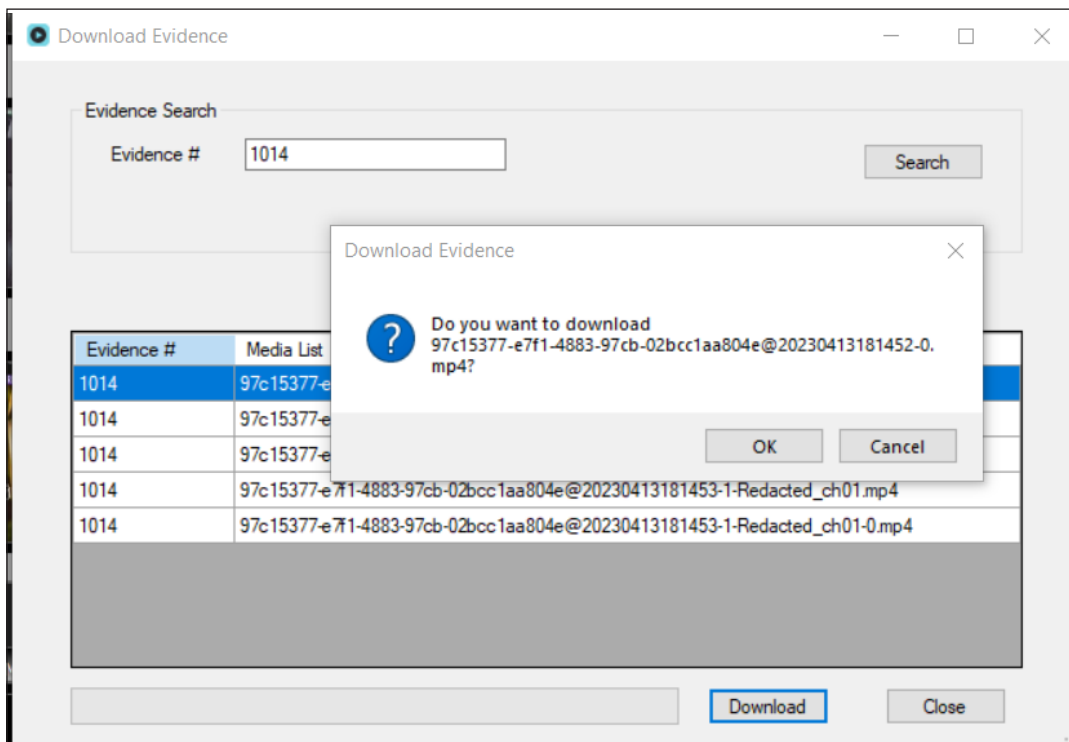 Download Evidence
Evidence Search
Evidence # 1014 Search
Download Evidence
Do you want to download
97c15377-e7f1-4883-97cb-02bcc1aa804e@20230413181452-0.
mp4?
OK Cancel
Evidence # Media List
1014 97c15377-e
1014 97c15377-e
1014 97c15377-e
1014 97c15377-e7f1-4883-97cb-02bcc1aa804e@20230413181453-1-Redacted_ch01.mp4
1014 97c15377-e7f1-4883-97cb-02bcc1aa804e@20230413181453-1-Redacted_ch01-0.mp4
Download Close